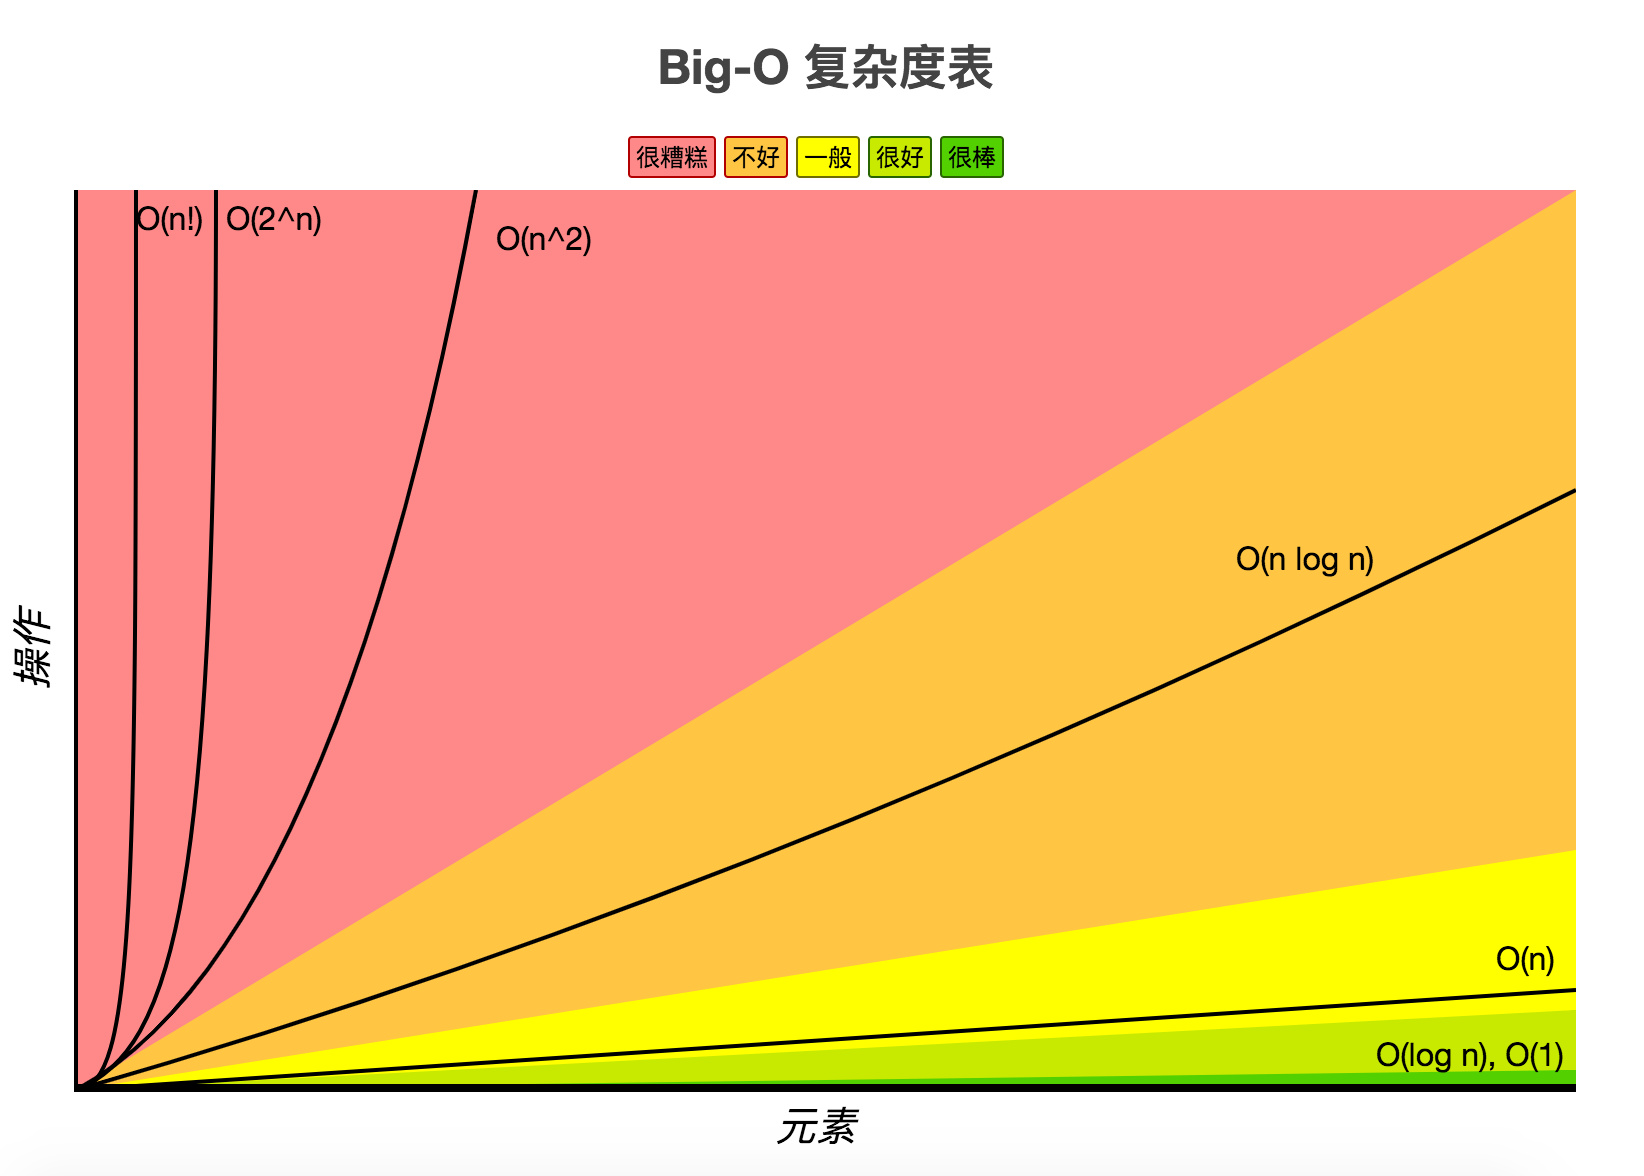 Big-O 复杂度表
很糟糕 不好 一般 很好 很棒
O(n!) O(2^n)
O(n^2)
O(n log n)
操作
O(n)
O(log n), O(1)
元素